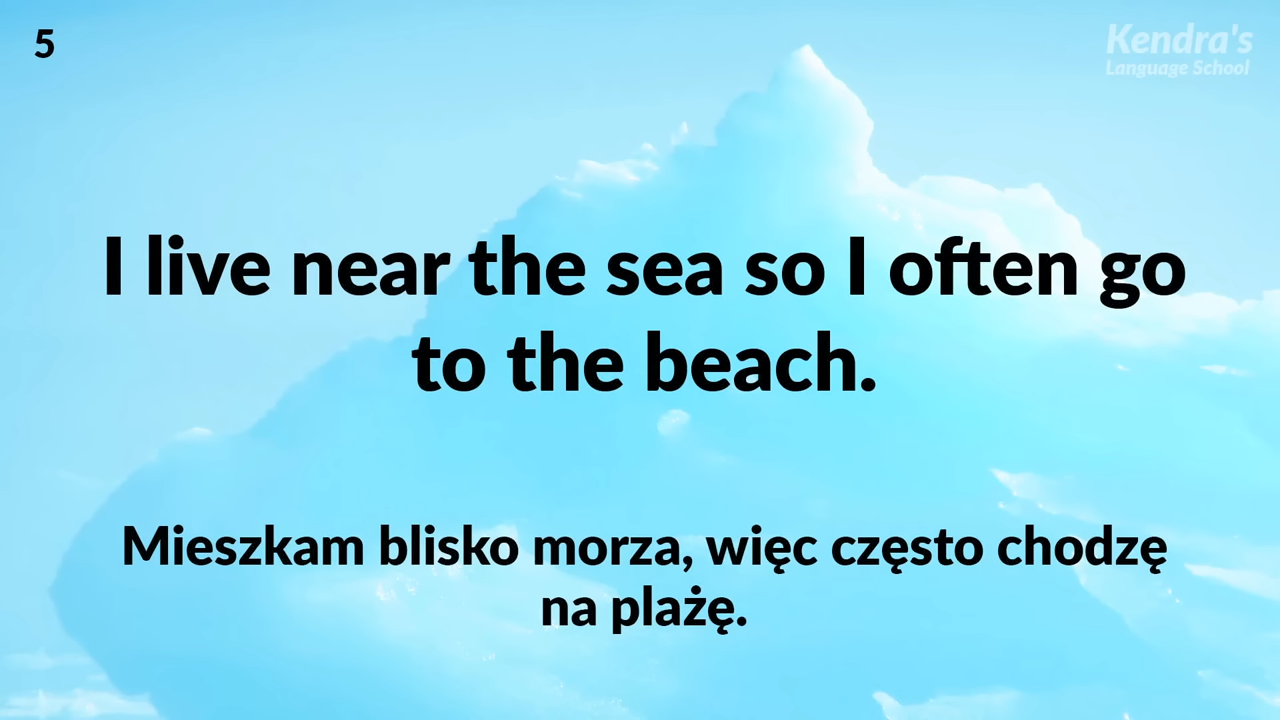 5
Kendra's
Language School
I live near the sea so I often go
to the beach.
Mieszkam blisko morza, więc często chodzę
na plażę.